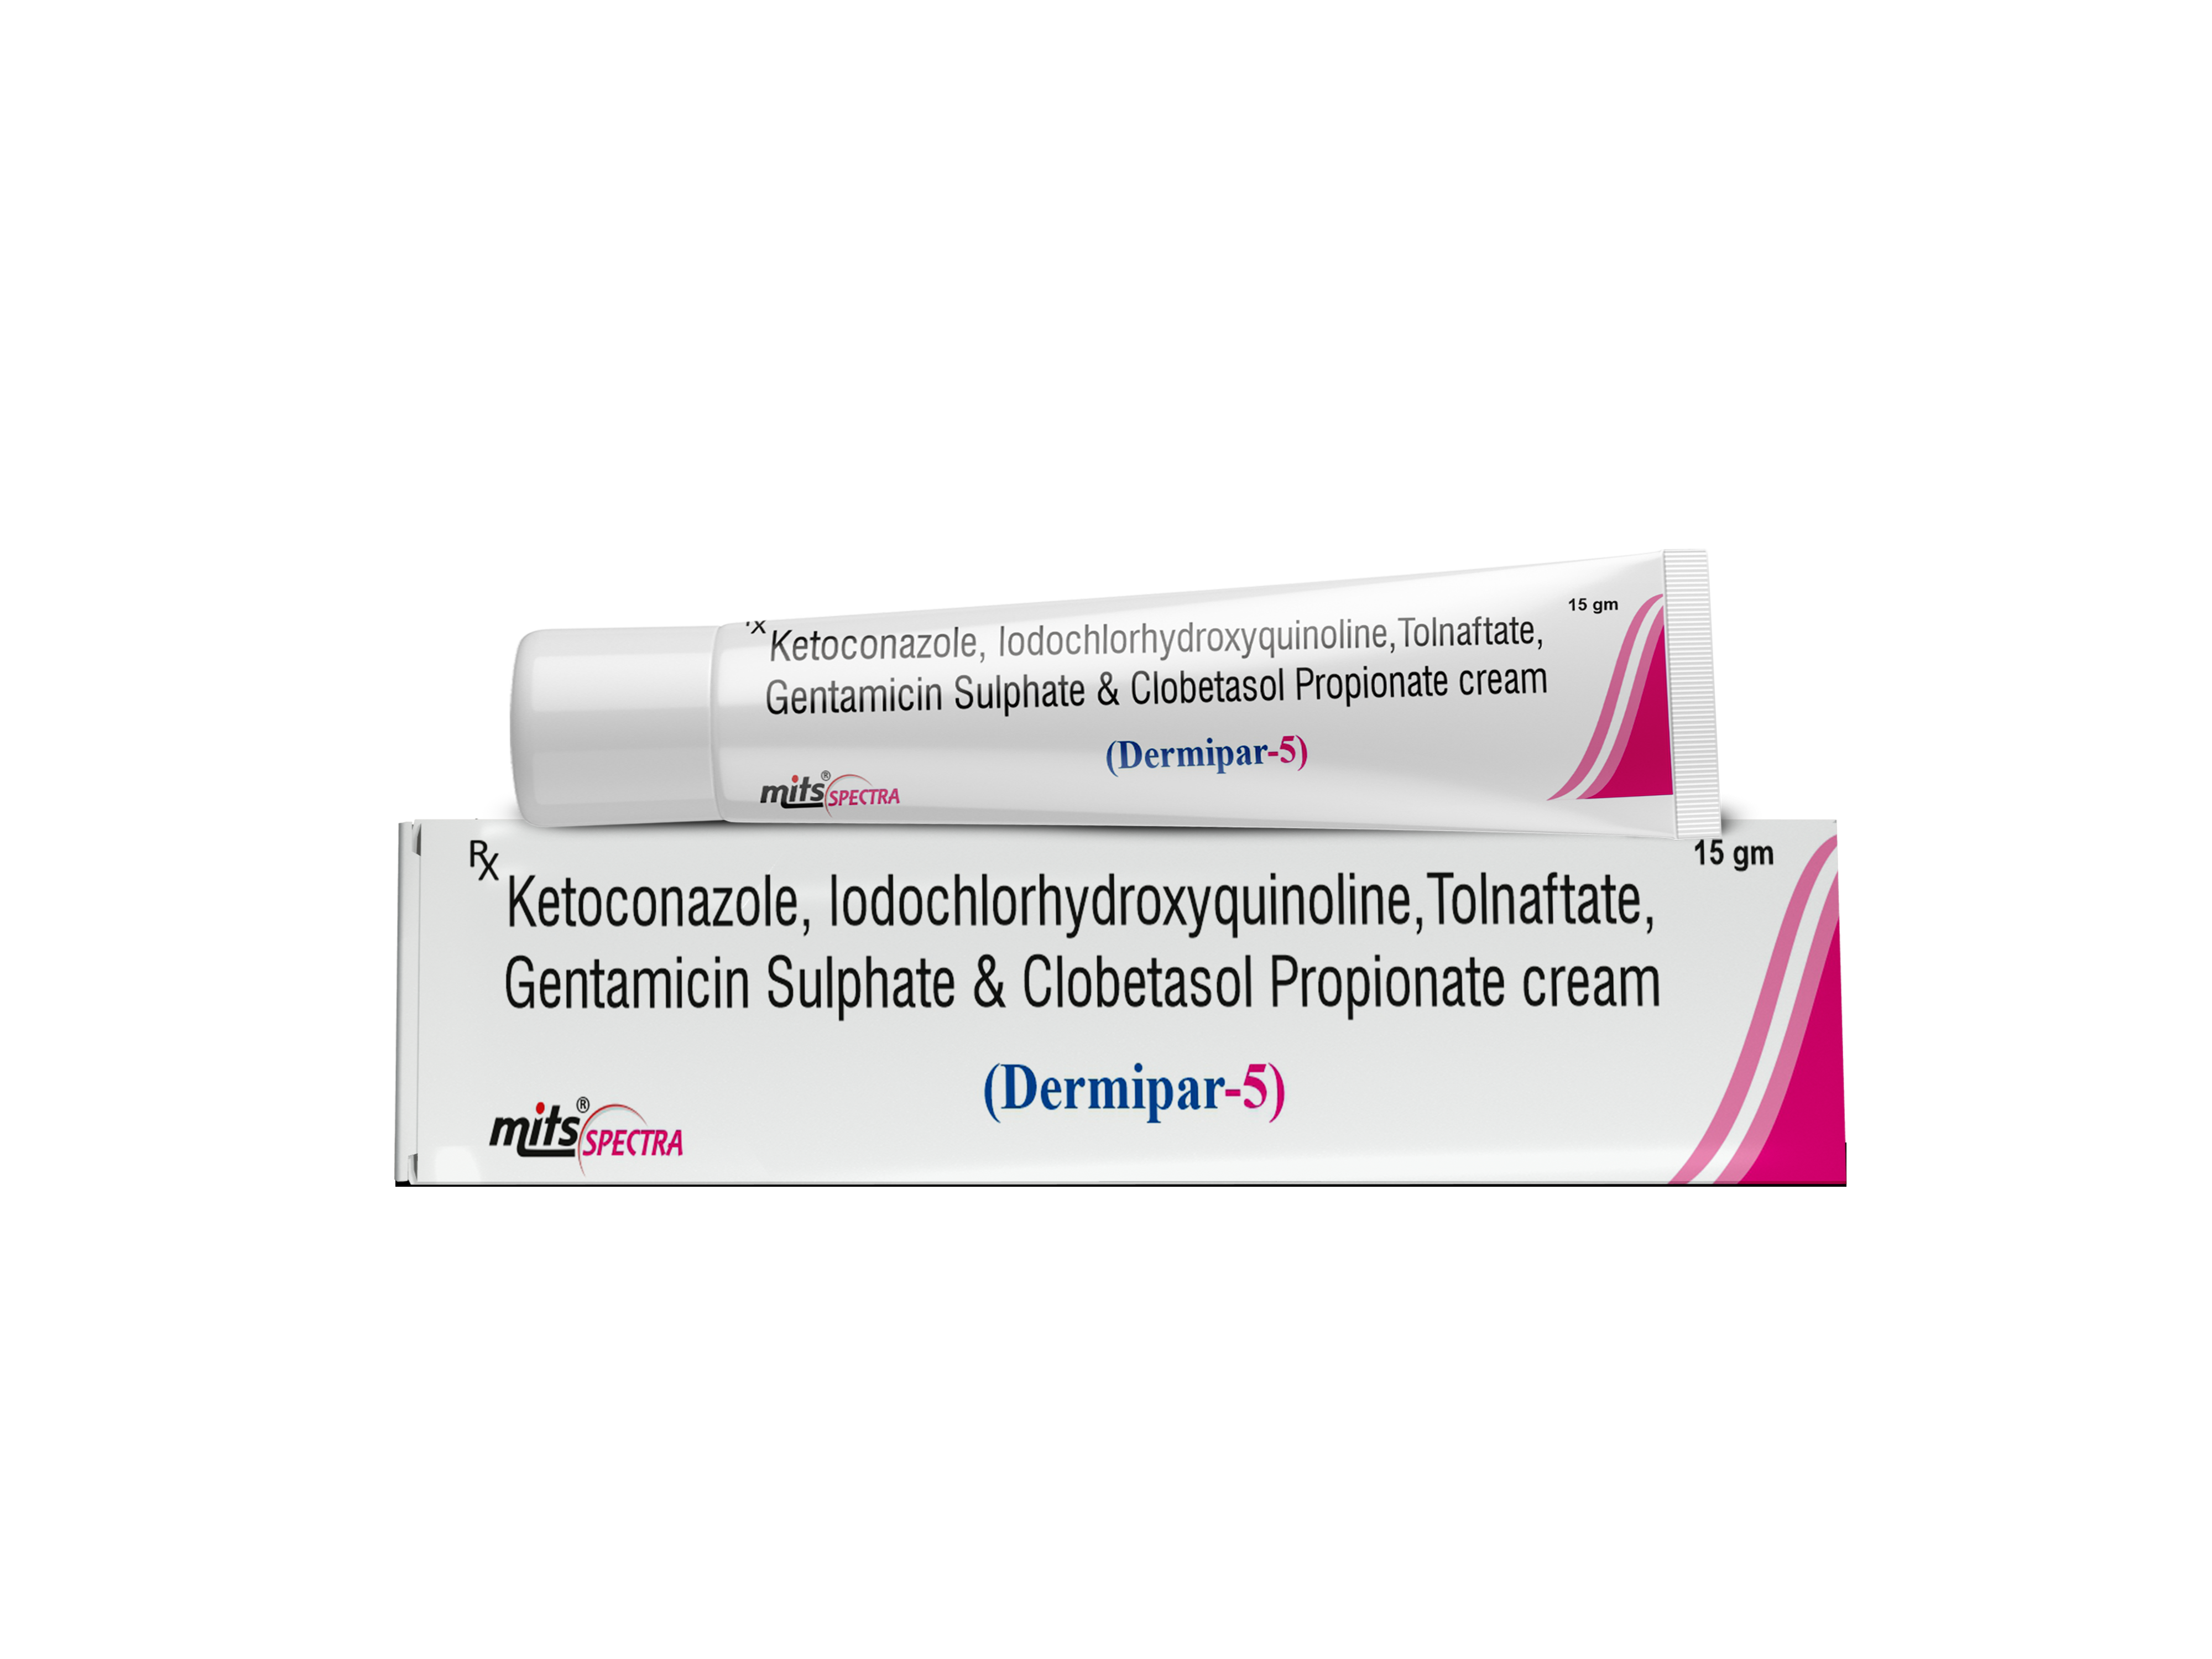 15 gm
Rx
Ketoconazole, Iodochlorhydroxyquinoline,Tolnaftate,
Gentamicin Sulphate & Clobetasol Propionate cream
(Dermipar-5)
mits® SPECTRA
15 gm
Rx
Ketoconazole, Iodochlorhydroxyquinoline,Tolnaftate,
Gentamicin Sulphate & Clobetasol Propionate cream
(Dermipar-5)
mits® SPECTRA